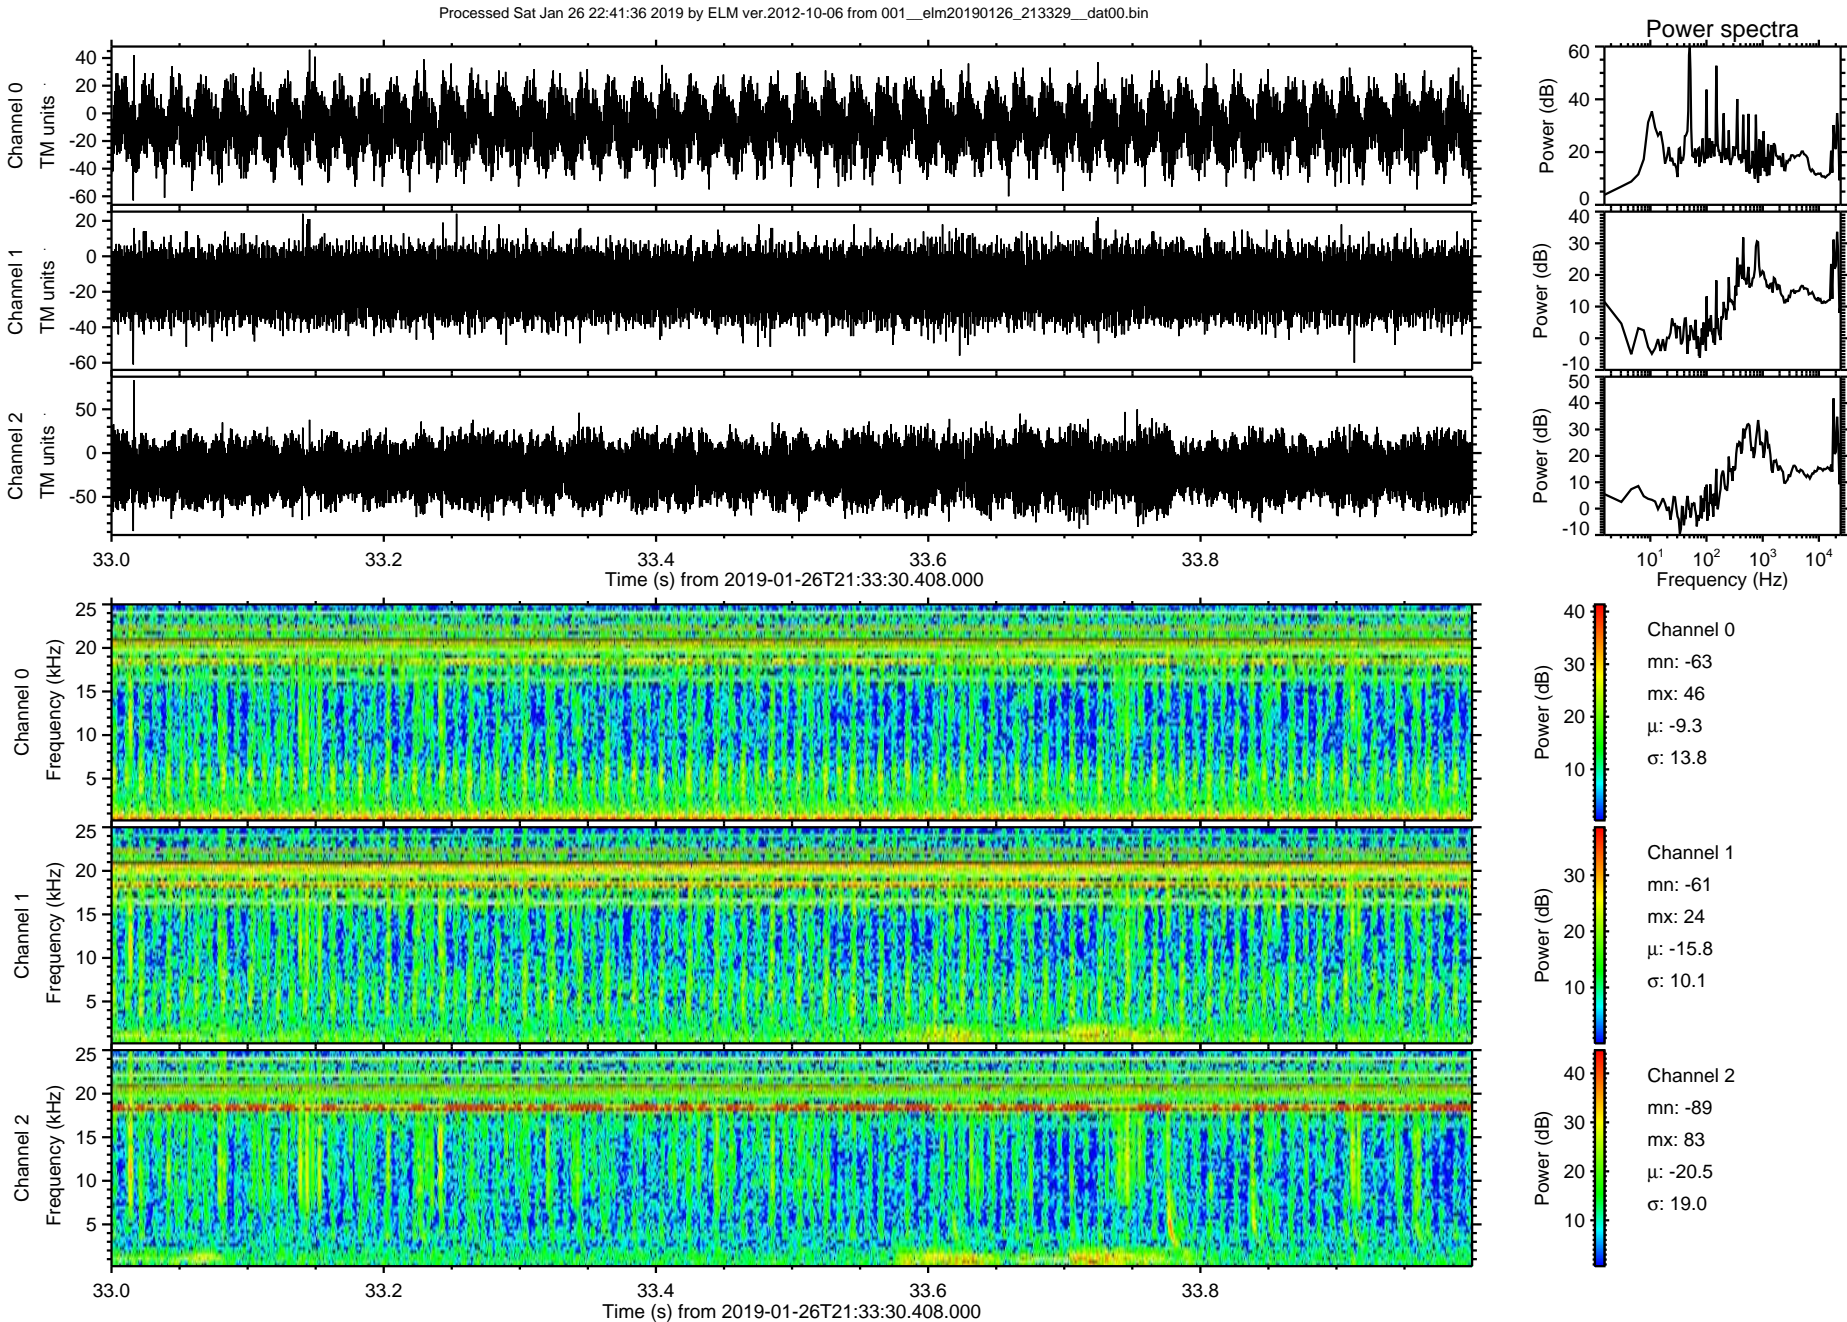 Processed Sat Jan 26 22:41:36 2019 by ELM ver.2012-10-06 from 001__elm20190126_213329__dat00.bin
Power spectra
Channel 0
TM units
40
20
0
-20
-40
-60
Power (dB)
60
40
20
0
Channel 1
TM units
20
0
-20
-40
-60
Power (dB)
40
30
20
10
0
-10
Channel 2
TM units
50
0
-50
Power (dB)
50
40
30
20
10
0
-10
33.0 33.2 33.4 33.6 33.8
Time (s) from 2019-01-26T21:33:30.408.000
10^1 10^2 10^3 10^4
Frequency (Hz)
Channel 0
Frequency (kHz)
25
20
15
10
5
Power (dB)
40
30
20
10
Channel 0
mn: -63
mx: 46
μ: -9.3
σ: 13.8
Channel 1
Frequency (kHz)
25
20
15
10
5
Power (dB)
30
20
10
Channel 1
mn: -61
mx: 24
μ: -15.8
σ: 10.1
Channel 2
Frequency (kHz)
25
20
15
10
5
Power (dB)
40
30
20
10
Channel 2
mn: -89
mx: 83
μ: -20.5
σ: 19.0
33.0 33.2 33.4 33.6 33.8
Time (s) from 2019-01-26T21:33:30.408.000